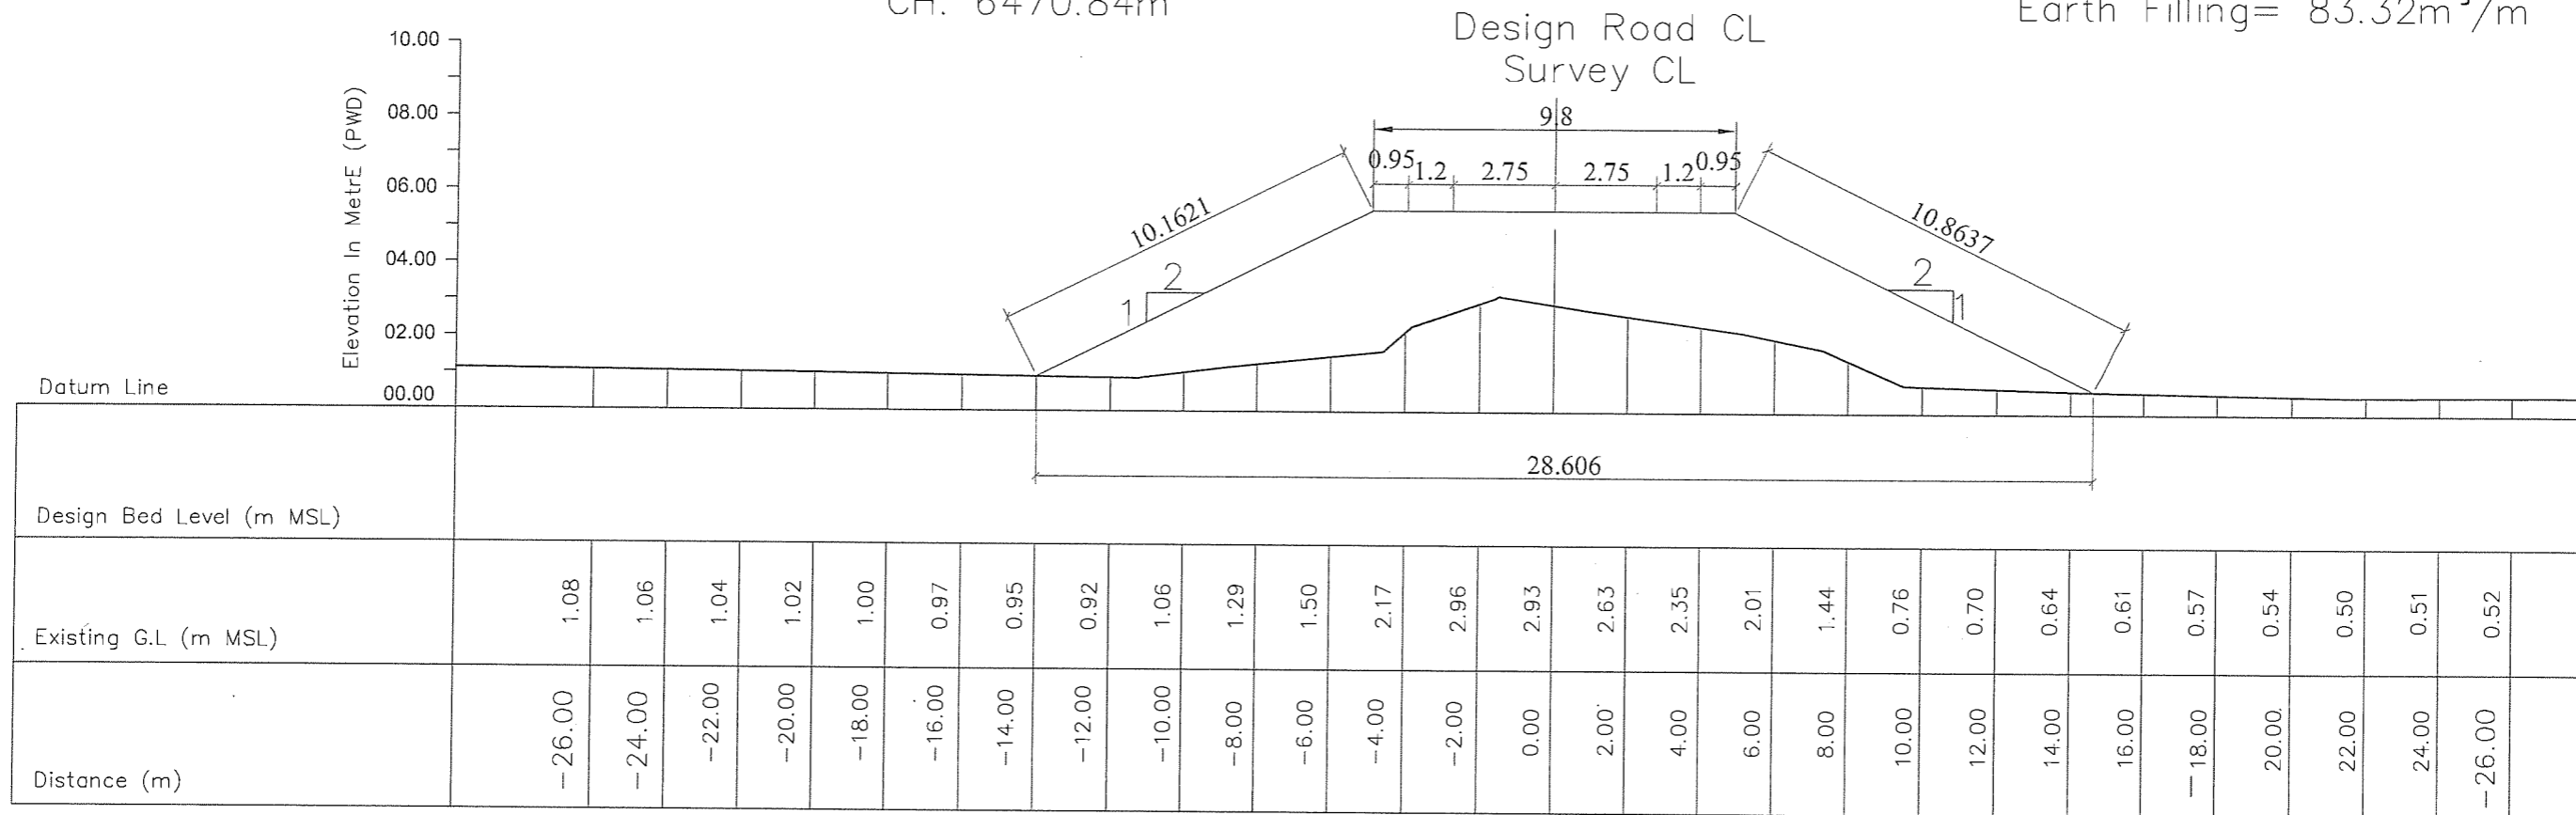 CH: 6470.84m
Earth Filling= 83.32m³/m
Design Road CL
Survey CL
Elevation In MetrE (PWD)
10.00
08.00
06.00
04.00
02.00
00.00
9.8
0.95 1.2 2.75 2.75 1.2 0.95
10.1621
10.8637
2
1
2
1
Datum Line
28.606
Design Bed Level (m MSL)
Existing G.L (m MSL) 1.08 1.06 1.04 1.02 1.00 0.97 0.95 0.92 1.06 1.29 1.50 2.17 2.96 2.93 2.63 2.35 2.01 1.44 0.76 0.70 0.64 0.61 0.57 0.54 0.50 0.51 0.52
Distance (m) -26.00 -24.00 -22.00 -20.00 -18.00 -16.00 -14.00 -12.00 -10.00 -8.00 -6.00 -4.00 -2.00 0.00 2.00 4.00 6.00 8.00 10.00 12.00 14.00 16.00 -18.00 20.00 22.00 24.00 -26.00